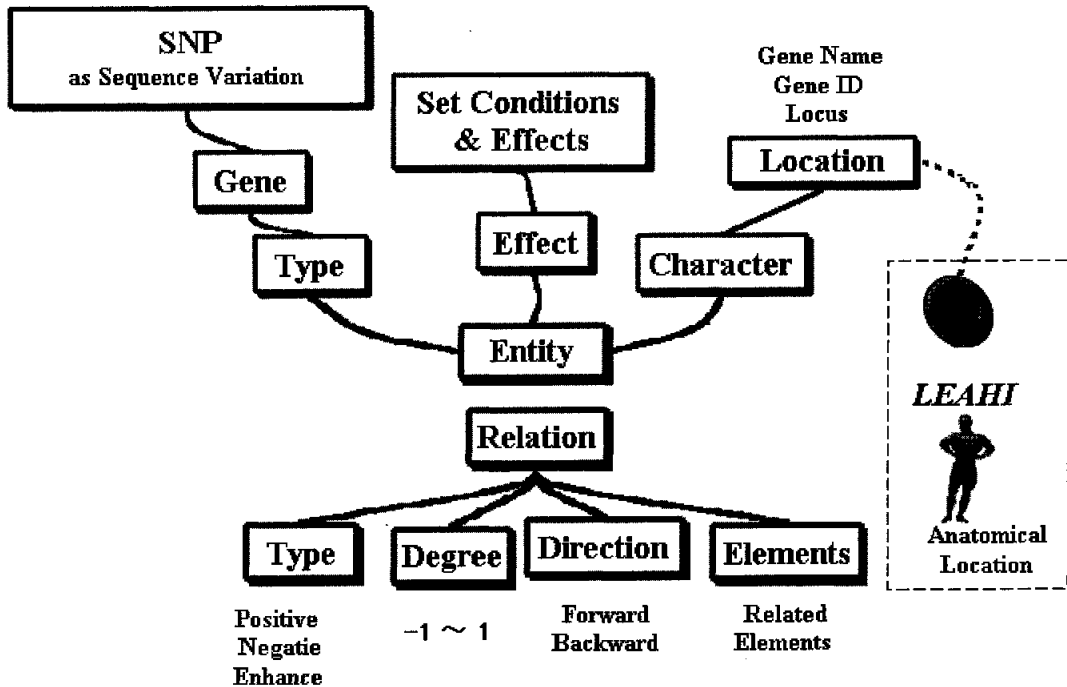 SNP
as Sequence Variation
Set Conditions
& Effects
Gene Name
Gene ID
Locus
Location
Gene
Effect
Type
Character
Entity
LEAHI
Relation
Type
Degree
Direction
Elements
Anatomical
Location
Positive
Negatie
Enhance
-1 ~ 1
Forward
Backward
Related
Elements